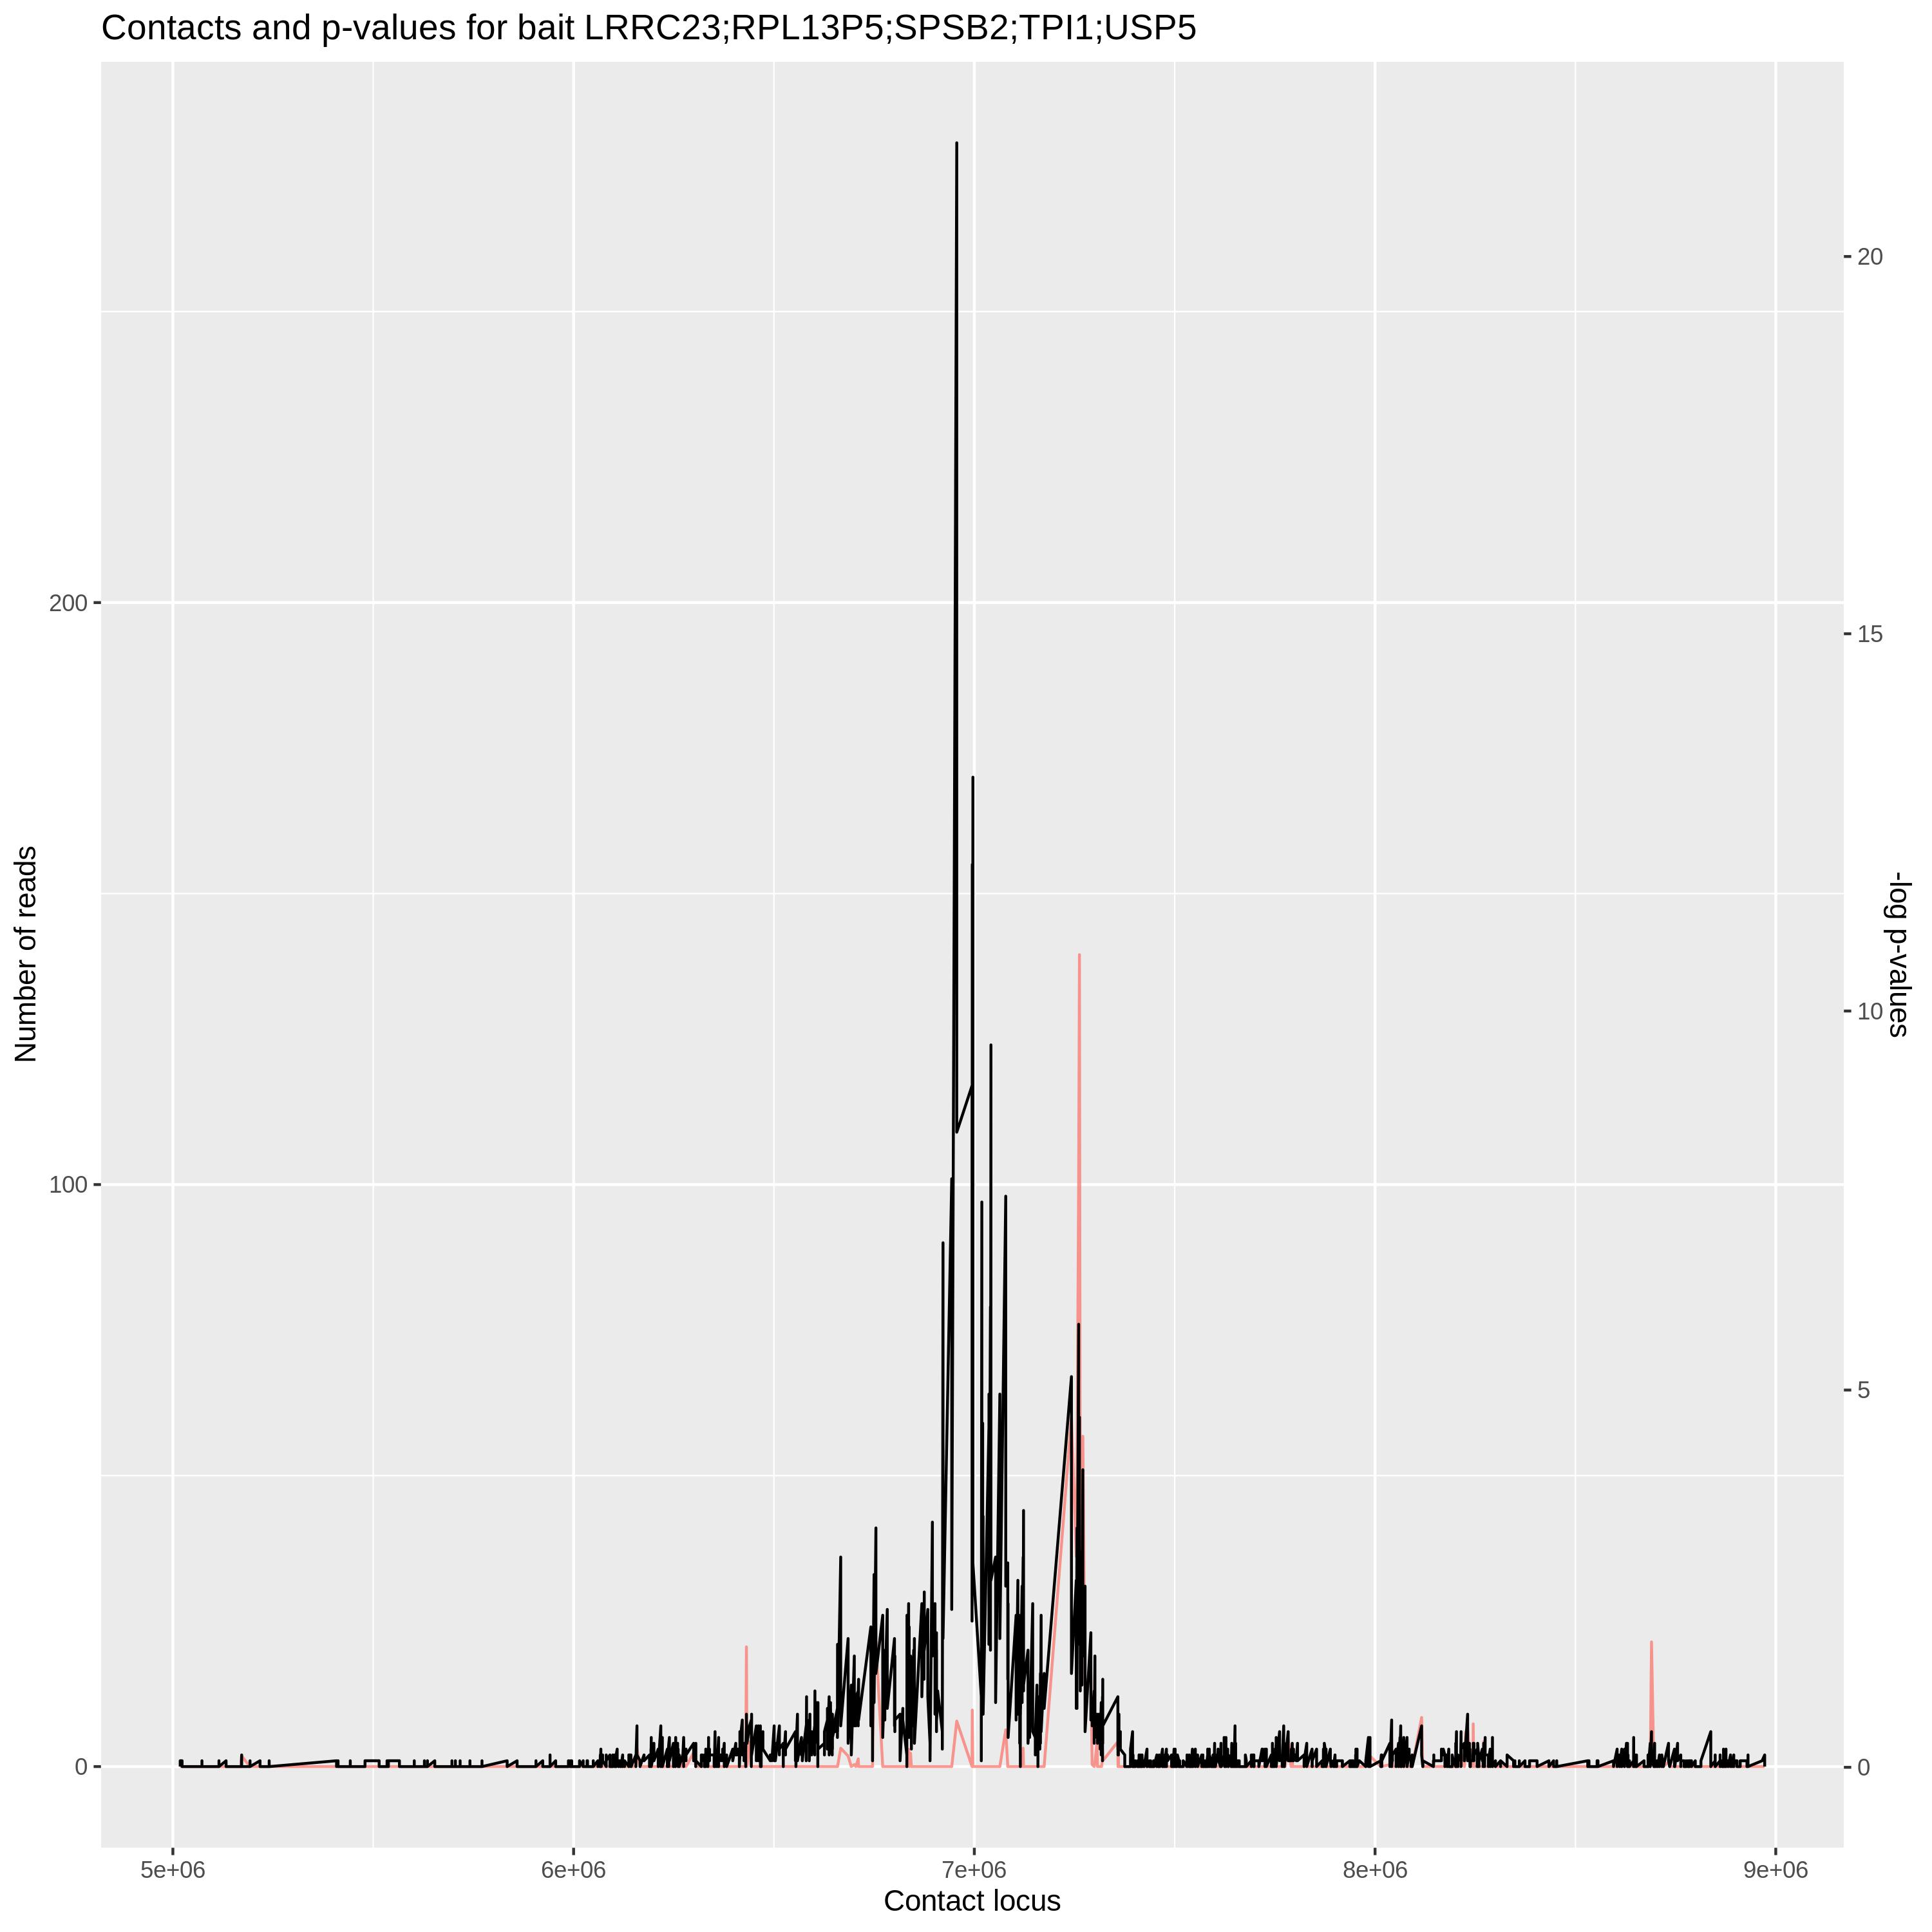 Contacts and p-values for bait LRRC23;RPL13P5;SPSB2;TPI1;USP5
Number of reads
200
100
0
20
15
10
5
0
-log p-values
5e+06
6e+06
7e+06
8e+06
9e+06
Contact locus